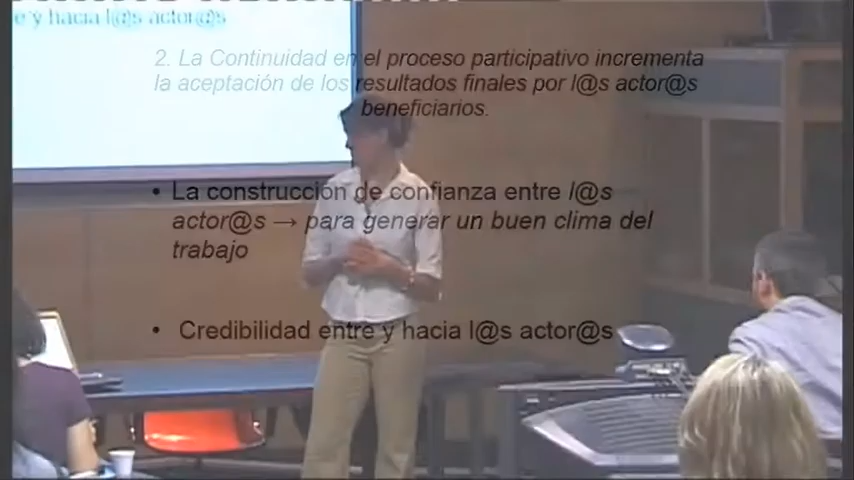 e y hacia l@s actor@s
2. La Continuidad en el proceso participativo incrementa
la aceptación de los resultados finales por l@s actor@s
beneficiarios.
• La construcción de confianza entre l@s
actor@s → para generar un buen clima del
trabajo
• Credibilidad entre y hacia l@s actor@s